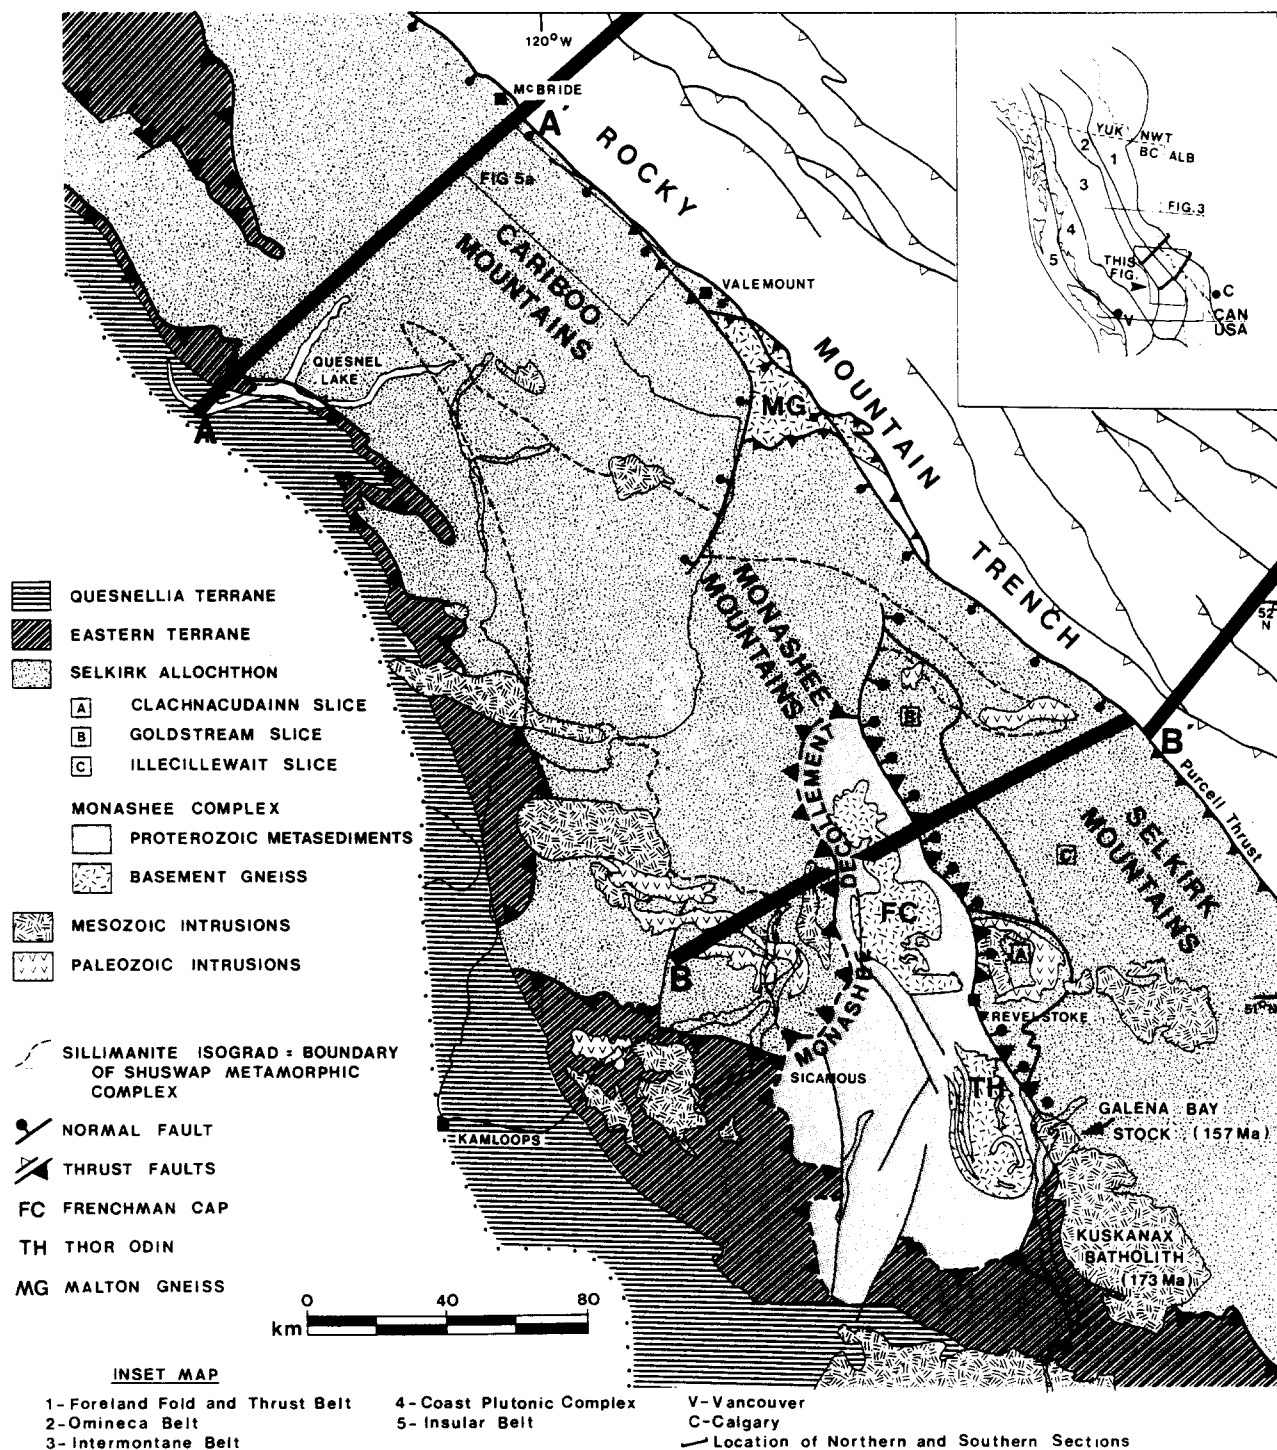 120° W
McBRIDE
A'
FIG 5a
ROCKY
MOUNTAIN
TRENCH
CARIBOO
MOUNTAINS
VALEMOUNT
QUESNEL
LAKE
A
MG
YUK
NWT
BC
ALB
1
2
3
4
5
FIG.3
THIS
FIG.
C
V
CAN
USA
52°
N
MONASHEE
MOUNTAINS
B
B'
Purcell Thrust
SELKIRK
MOUNTAINS
C
MONASHEE
DECOLLEMENT
FC
A
B
REVELSTOKE
51°N
SICAMOUS
TH
KAMLOOPS
GALENA BAY
STOCK (157 Ma)
KUSKANAX
BATHOLITH
(173 Ma)
QUESNELLIA TERRANE
EASTERN TERRANE
SELKIRK ALLOCHTHON
A CLACHNACUDAINN SLICE
B GOLDSTREAM SLICE
C ILLECILLEWAIT SLICE
MONASHEE COMPLEX
PROTEROZOIC METASEDIMENTS
BASEMENT GNEISS
MESOZOIC INTRUSIONS
PALEOZOIC INTRUSIONS
SILLIMANITE ISOGRAD = BOUNDARY
OF SHUSWAP METAMORPHIC
COMPLEX
NORMAL FAULT
THRUST FAULTS
FC FRENCHMAN CAP
TH THOR ODIN
MG MALTON GNEISS
0 40 80
km
INSET MAP
1- Foreland Fold and Thrust Belt
2- Omineca Belt
3- Intermontane Belt
4- Coast Plutonic Complex
5- Insular Belt
V- Vancouver
C- Calgary
Location of Northern and Southern Sections